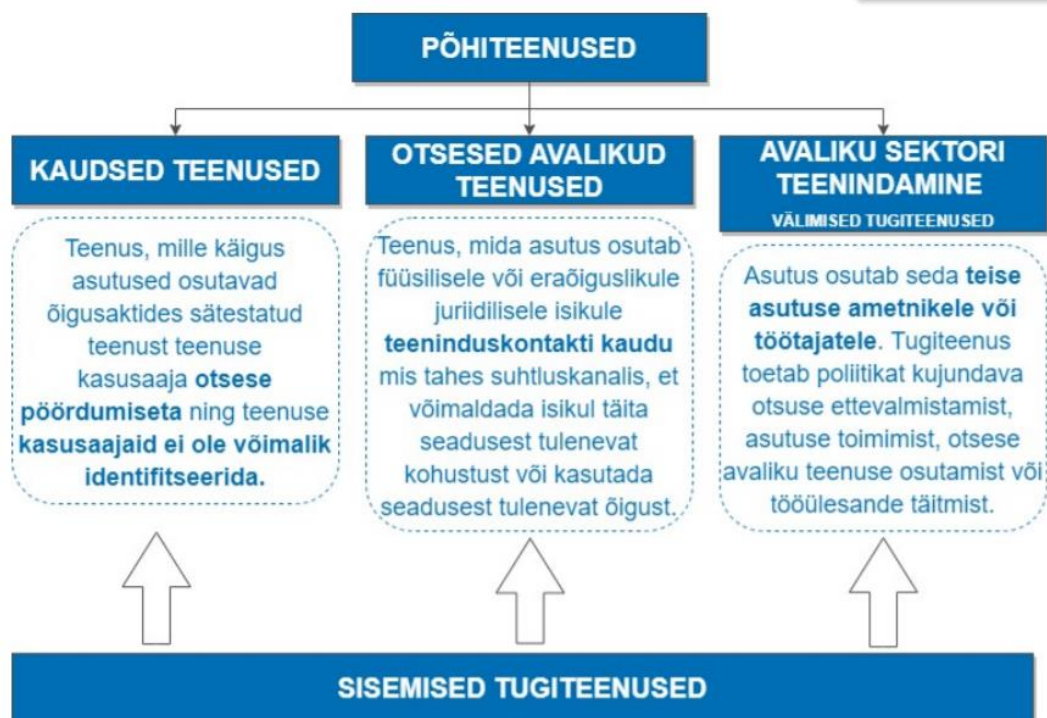 PÕHITEENUSED
KAUDSED TEENUSED
Teenus, mille käigus
asutused osutavad
õigusaktides sätestatud
teenust teenuse
kasusaaja otsese
pöördumiseta ning teenuse
kasusaajaid ei ole võimalik
identifitseerida.
OTSESED AVALIKUD
TEENUSED
Teenus, mida asutus osutab
füüsilisele või eraõiguslikule
juriidilisele isikule
teeninduskontakti kaudu
mis tahes suhtluskanalis, et
võimaldada isikul täita
seadusest tulenevat
kohustust või kasutada
seadusest tulenevat õigust.
AVALIKU SEKTORI
TEENINDAMINE
VÄLIMISED TUGITEENUSED
Asutus osutab seda teise
asutuse ametnikele või
töötajatele. Tugiteenus
toetab poliitikat kujundava
otsuse ettevalmistamist,
asutuse toimimist, otsese
avaliku teenuse osutamist või
tööülesande täitmist.
SISEMISED TUGITEENUSED